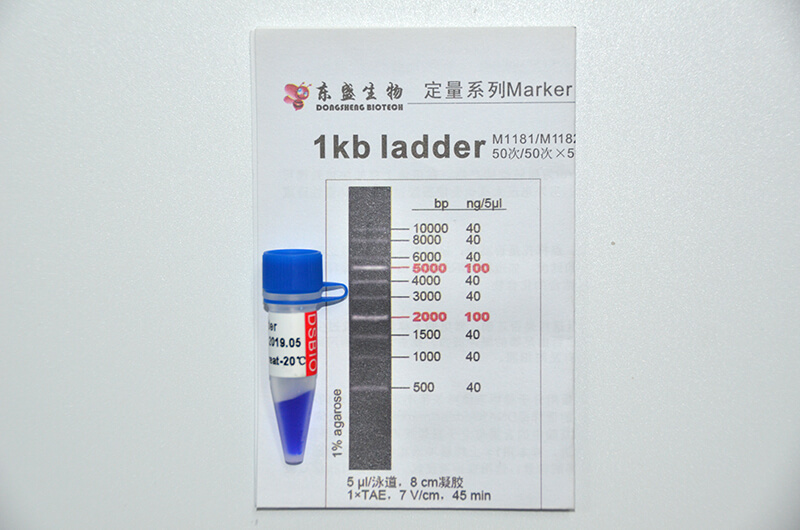 东盛生物
DONGSHENG BIOTECH
定量系列Marker
1kb ladder
M1181/M1182
50次/50次×5
bp ng/5µl
10000 40
8000 40
6000 40
5000 100
4000 40
3000 40
2000 100
1500 40
1000 40
500 40
1% agarose
5 µl/泳道，8 cm凝胶
1×TAE，7 V/cm，45 min
er
2019.05
eat-20℃
DSBIO